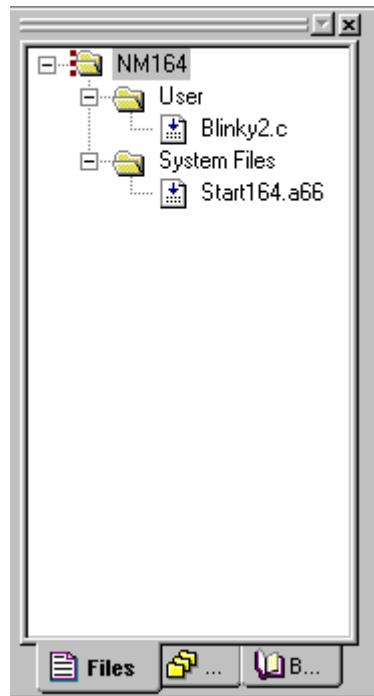 NM164
User
Blinky2.c
System Files
Start164.a66
Files ... B...